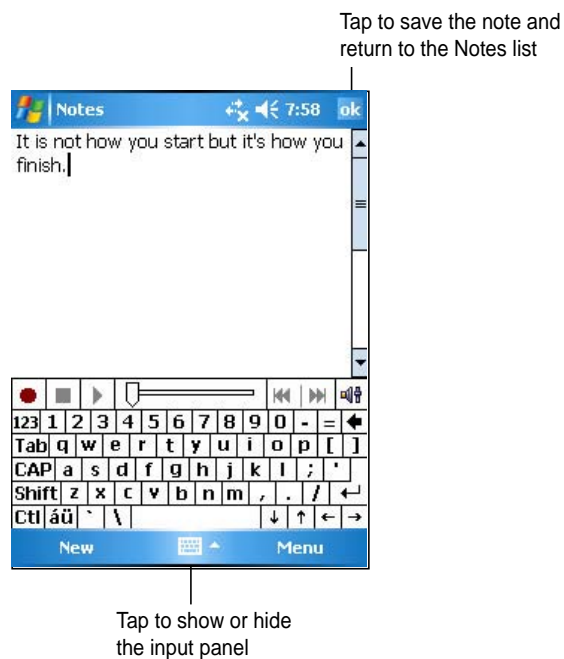 Tap to save the note and
return to the Notes list
Notes 7:58 ok
It is not how you start but it's how you
finish.
123 1 2 3 4 5 6 7 8 9 0 - =
Tab q w e r t y u i o p [ ]
CAP a s d f g h j k l ; '
Shift z x c v b n m , . /
Ctl áü ` \ ↓ ↑ ← →
New Menu
Tap to show or hide
the input panel